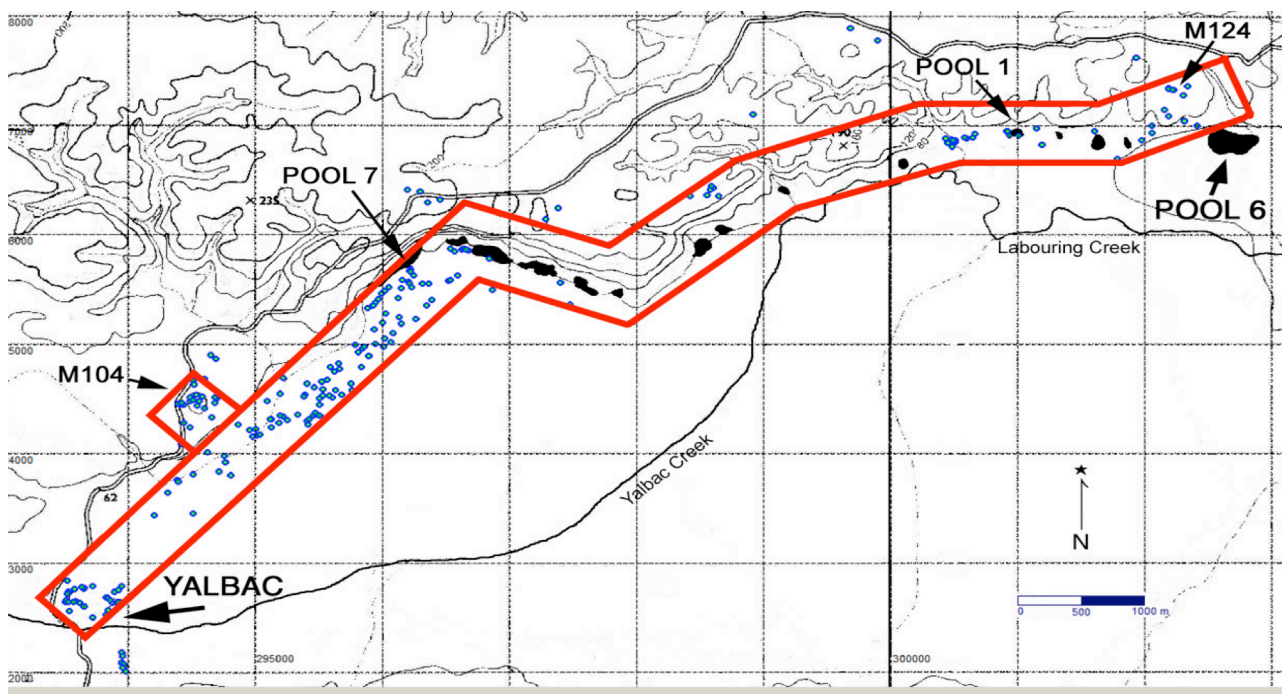 8000
M124
POOL 1
7000
POOL 7
235
POOL 6
6000
Labouring Creek
5000
M104
4000
Yalbac Creek
62
N
3000
YALBAC
0 500 1000 m.
295000
300000
2000